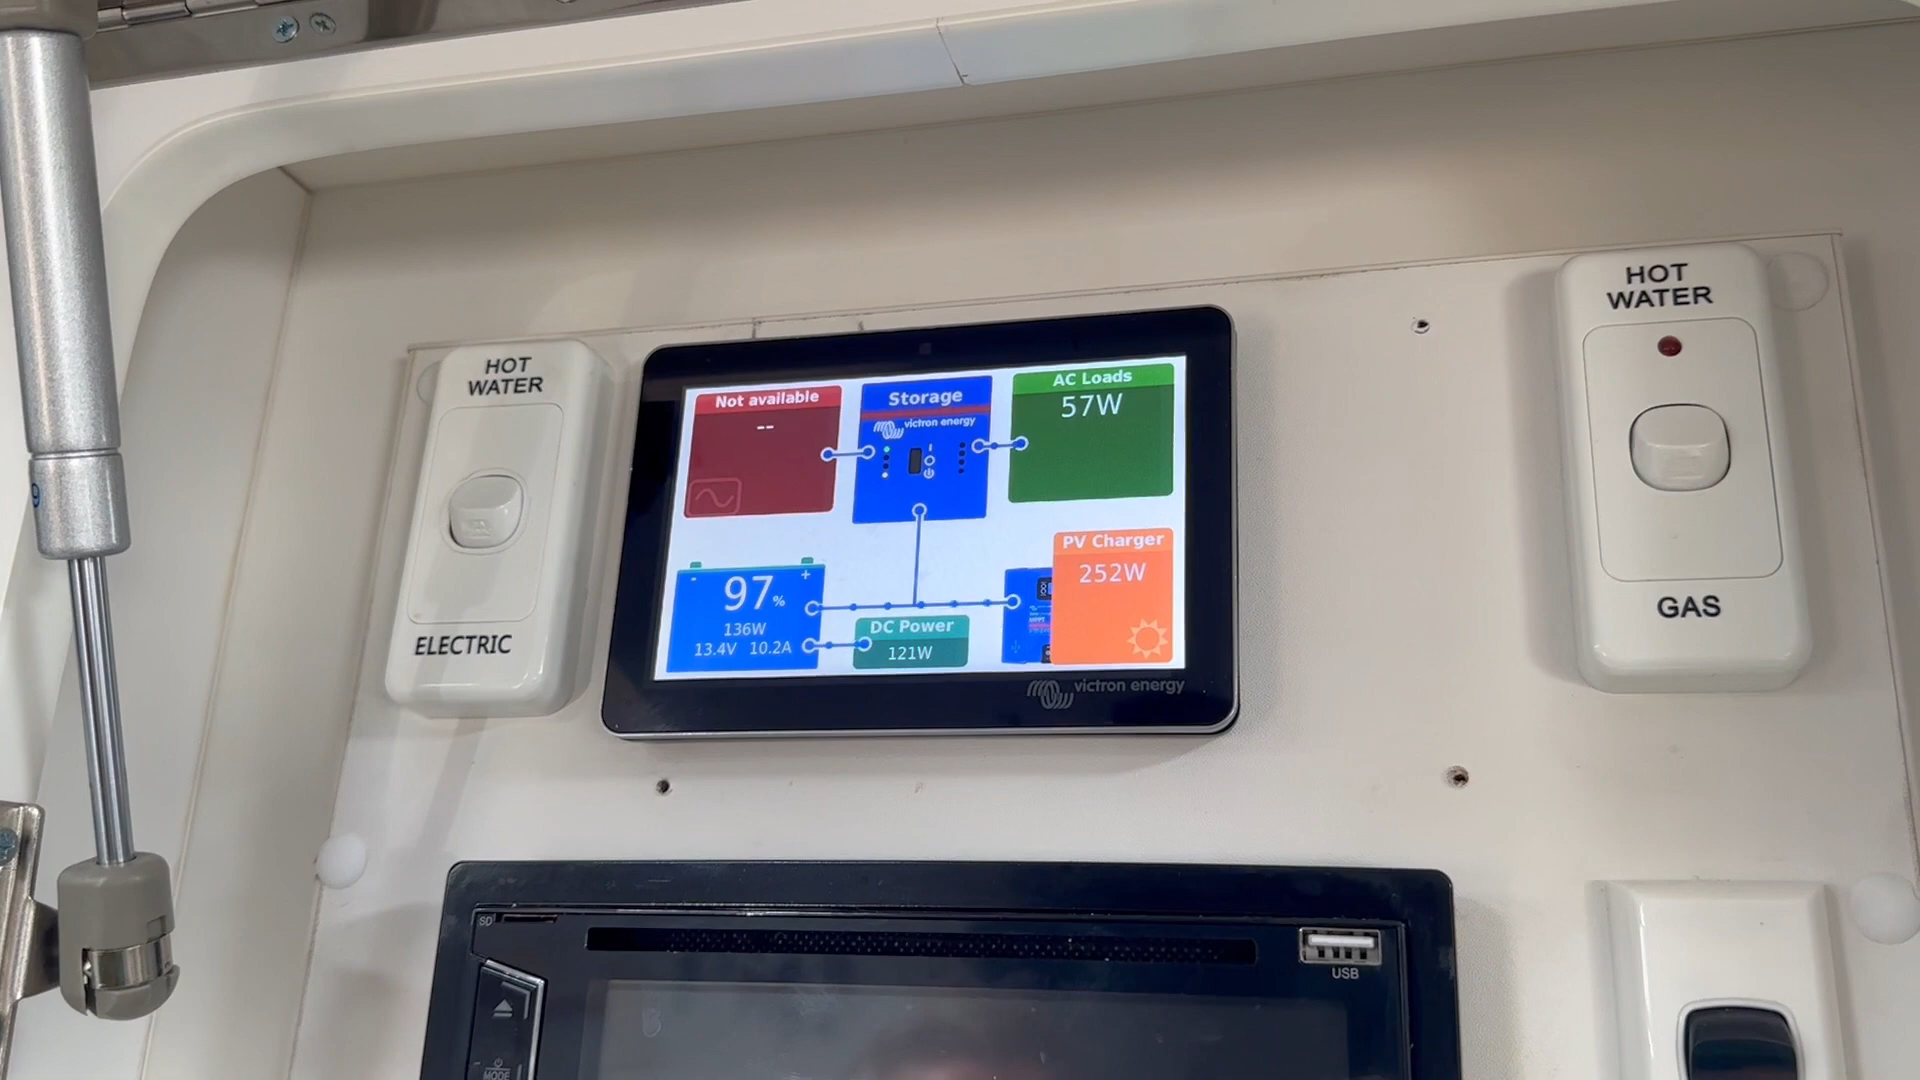 HOT
WATER
ELECTRIC
Not available
--
Storage
victron energy
AC Loads
57W
97%
- +
136W
13.4V 10.2A
DC Power
121W
PV Charger
252W
victron energy
HOT
WATER
GAS
SD
USB
MODE
9